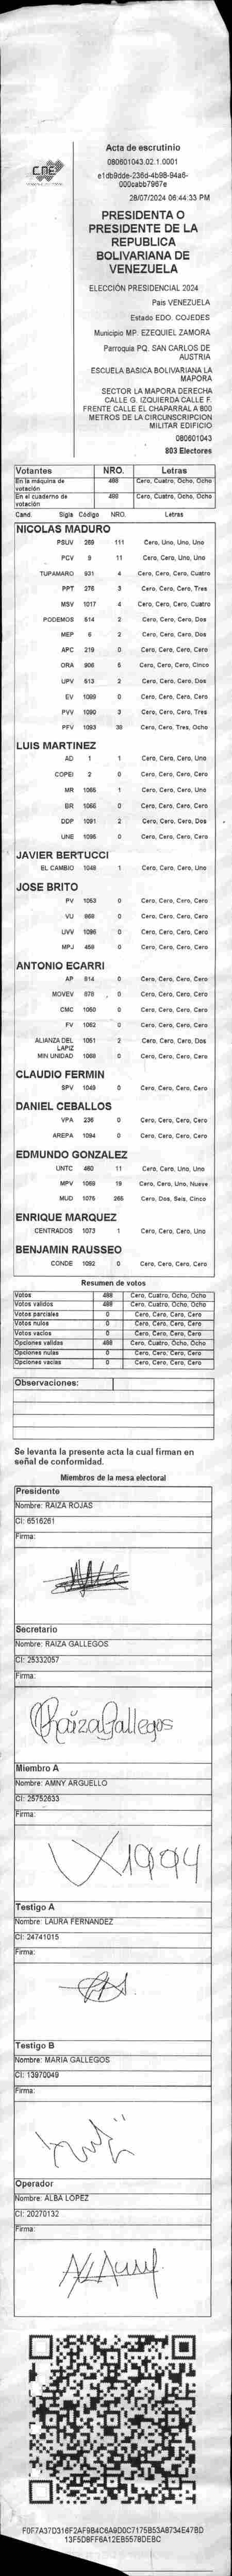 CNE
Acta de escrutinio
080601043.02.1.0001
e1db9dde-236d-4b98-94a6-
000cabb7967e
28/07/2024 06:44:33 PM
PRESIDENTA O
PRESIDENTE DE LA
REPUBLICA
BOLIVARIANA DE
VENEZUELA
ELECCIÓN PRESIDENCIAL 2024
Pais VENEZUELA
Estado EDO. COJEDES
Municipio MP. EZEQUIEL ZAMORA
Parroquia PQ. SAN CARLOS DE
AUSTRIA
ESCUELA BASICA BOLIVARIANA LA
MAPORA
SECTOR LA MAPORA DERECHA
CALLE G. IZQUIERDA CALLE F.
FRENTE CALLE EL CHAPARRAL A 800
METROS DE LA CIRCUNSCRIPCION
MILITAR EDIFICIO
080601043
803 Electores
Votantes NRO. Letras
En la máquina de votación 488 Cero, Cuatro, Ocho, Ocho
En el cuaderno de votación 488 Cero, Cuatro, Ocho, Ocho
Cand. Sigla Código NRO. Letras
NICOLAS MADURO
PSUV 269 111 Cero, Uno, Uno, Uno
PCV 9 11 Cero, Cero, Uno, Uno
TUPAMARO 931 4 Cero, Cero, Cero, Cuatro
PPT 276 3 Cero, Cero, Cero, Tres
MSV 1017 4 Cero, Cero, Cero, Cuatro
PODEMOS 514 2 Cero, Cero, Cero, Dos
MEP 6 2 Cero, Cero, Cero, Dos
APC 219 0 Cero, Cero, Cero, Cero
ORA 906 5 Cero, Cero, Cero, Cinco
UPV 513 2 Cero, Cero, Cero, Dos
EV 1089 0 Cero, Cero, Cero, Cero
PVV 1090 3 Cero, Cero, Cero, Tres
PFV 1093 38 Cero, Cero, Tres, Ocho
LUIS MARTINEZ
AD 1 1 Cero, Cero, Cero, Uno
COPEI 2 0 Cero, Cero, Cero, Cero
MR 1065 1 Cero, Cero, Cero, Uno
BR 1066 0 Cero, Cero, Cero, Cero
DDP 1091 2 Cero, Cero, Cero, Dos
UNE 1095 0 Cero, Cero, Cero, Cero
JAVIER BERTUCCI
EL CAMBIO 1048 1 Cero, Cero, Cero, Uno
JOSE BRITO
PV 1053 0 Cero, Cero, Cero, Cero
VU 868 0 Cero, Cero, Cero, Cero
UVV 1096 0 Cero, Cero, Cero, Cero
MPJ 458 0 Cero, Cero, Cero, Cero
ANTONIO ECARRI
AP 814 0 Cero, Cero, Cero, Cero
MOVEV 878 0 Cero, Cero, Cero, Cero
CMC 1060 0 Cero, Cero, Cero, Cero
FV 1062 0 Cero, Cero, Cero, Cero
ALIANZA DEL LAPIZ 1051 2 Cero, Cero, Cero, Dos
MIN UNIDAD 1069 0 Cero, Cero, Cero, Cero
CLAUDIO FERMIN
SPV 1049 0 Cero, Cero, Cero, Cero
DANIEL CEBALLOS
VPA 236 0 Cero, Cero, Cero, Cero
AREPA 1094 0 Cero, Cero, Cero, Cero
EDMUNDO GONZALEZ
UNTC 460 11 Cero, Cero, Uno, Uno
MPV 1059 19 Cero, Cero, Uno, Nueve
MUD 1075 265 Cero, Dos, Seis, Cinco
ENRIQUE MARQUEZ
CENTRADOS 1073 1 Cero, Cero, Cero, Uno
BENJAMIN RAUSSEO
CONDE 1092 0 Cero, Cero, Cero, Cero
Resumen de votos
Votos 488 Cero, Cuatro, Ocho, Ocho
Votos validos 488 Cero, Cuatro, Ocho, Ocho
Votos parciales 0 Cero, Cero, Cero, Cero
Votos nulos 0 Cero, Cero, Cero, Cero
Votos vacios 0 Cero, Cero, Cero, Cero
Opciones validas 488 Cero, Cuatro, Ocho, Ocho
Opciones nulas 0 Cero, Cero, Cero, Cero
Opciones vacias 0 Cero, Cero, Cero, Cero
Observaciones:
Se levanta la presente acta la cual firman en
señal de conformidad.
Miembros de la mesa electoral
Presidente
Nombre: RAIZA ROJAS
CI: 6516261
Firma:
Secretario
Nombre: RAIZA GALLEGOS
CI: 25332057
Firma:
Raiza Gallegos
Miembro A
Nombre: AMNY ARGUELLO
CI: 25752633
Firma:
Testigo A
Nombre: LAURA FERNANDEZ
CI: 24741015
Firma:
Testigo B
Nombre: MARIA GALLEGOS
CI: 13970049
Firma:
Operador
Nombre: ALBA LOPEZ
CI: 20270132
Firma:
F0F7A37D316F2AF9B4C6A9D0C7175B53A8734E47BD
13F5D8FF6A12EB5578DEBC